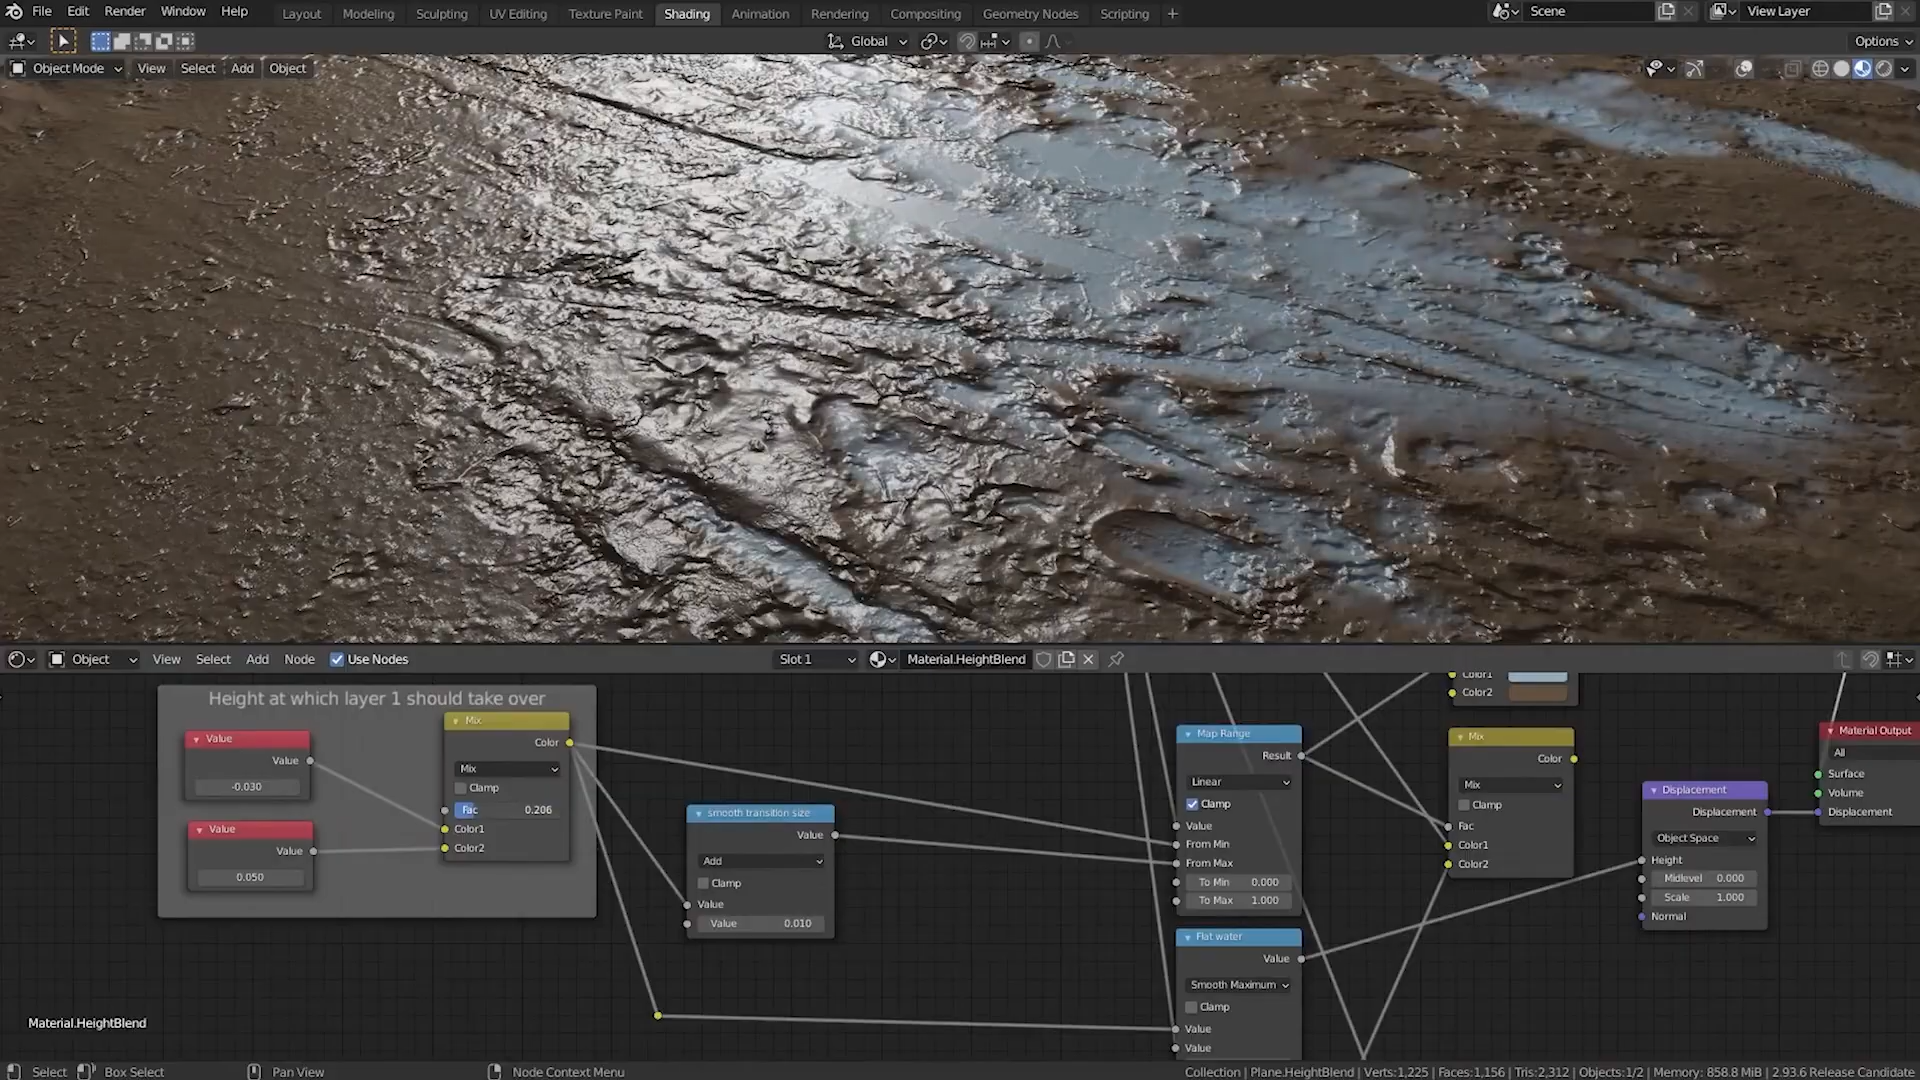 File Edit Render Window Help Layout Modeling Sculpting UV Editing Texture Paint Shading Animation Rendering Compositing Geometry Nodes Scripting + Scene View Layer
Global Options
Object Mode View Select Add Object
Object View Select Add Node Use Nodes Slot 1 Material.HeightBlend
Height at which layer 1 should take over
Value
Value
-0.030
Value
Value
0.050
Mix
Color
Mix
Clamp
Fac 0.206
Color1
Color2
smooth transition size
Value
Add
Clamp
Value
Value 0.010
Map Range
Result
Linear
Clamp
Value
From Min
From Max
To Min 0.000
To Max 1.000
Flat water
Value
Smooth Maximum
Clamp
Value
Value
Color1
Color2
Mix
Color
Mix
Clamp
Fac
Color1
Color2
Displacement
Displacement
Object Space
Height
Midlevel 0.000
Scale 1.000
Normal
Material Output
All
Surface
Volume
Displacement
Material.HeightBlend
Select Box Select Pan View Node Context Menu Collection | Plane.HeightBlend | Verts:1,225 | Faces:1,156 | Tris:2,312 | Objects:1/2 | Memory: 858.8 MiB | 2.93.6 Release Candidate